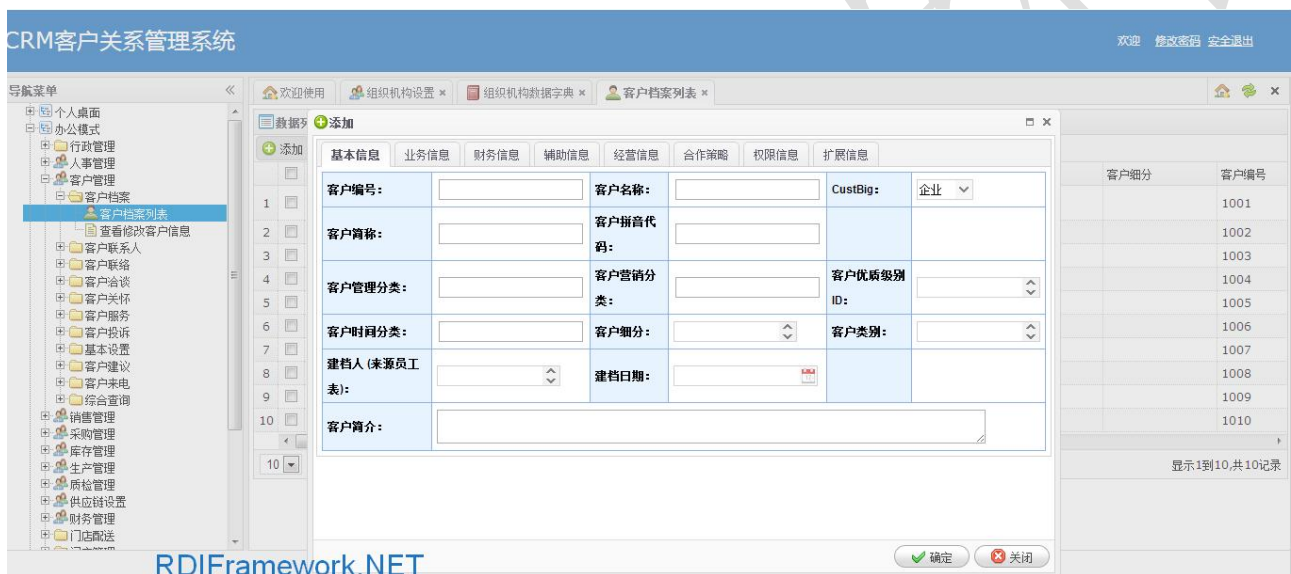 CRM客户关系管理系统
欢迎 修改密码 安全退出
导航菜单
欢迎使用 组织机构设置 组织机构数据字典 客户档案列表
个人桌面
办公模式
行政管理
人事管理
客户管理
客户档案
客户档案列表
查看修改客户信息
客户联系人
客户联络
客户洽谈
客户关怀
客户服务
客户投诉
基本设置
客户建议
客户来电
综合查询
销售管理
采购管理
库存管理
生产管理
质检管理
供应链设置
财务管理
门店配送
数据列
添加
客户细分 客户编号
1 1001
2 1002
3 1003
4 1004
5 1005
6 1006
7 1007
8 1008
9 1009
10 1010
10
显示1到10,共10记录
添加
基本信息 业务信息 财务信息 辅助信息 经营信息 合作策略 权限信息 扩展信息
客户编号: 客户名称: CustBig: 企业
客户简称: 客户拼音代
码:
客户管理分类: 客户营销分
类: 客户优质级别
ID:
客户时间分类: 客户细分: 客户类别:
建档人(来源员工
表): 建档日期:
客户简介:
确定 关闭
RDIFramework.NET